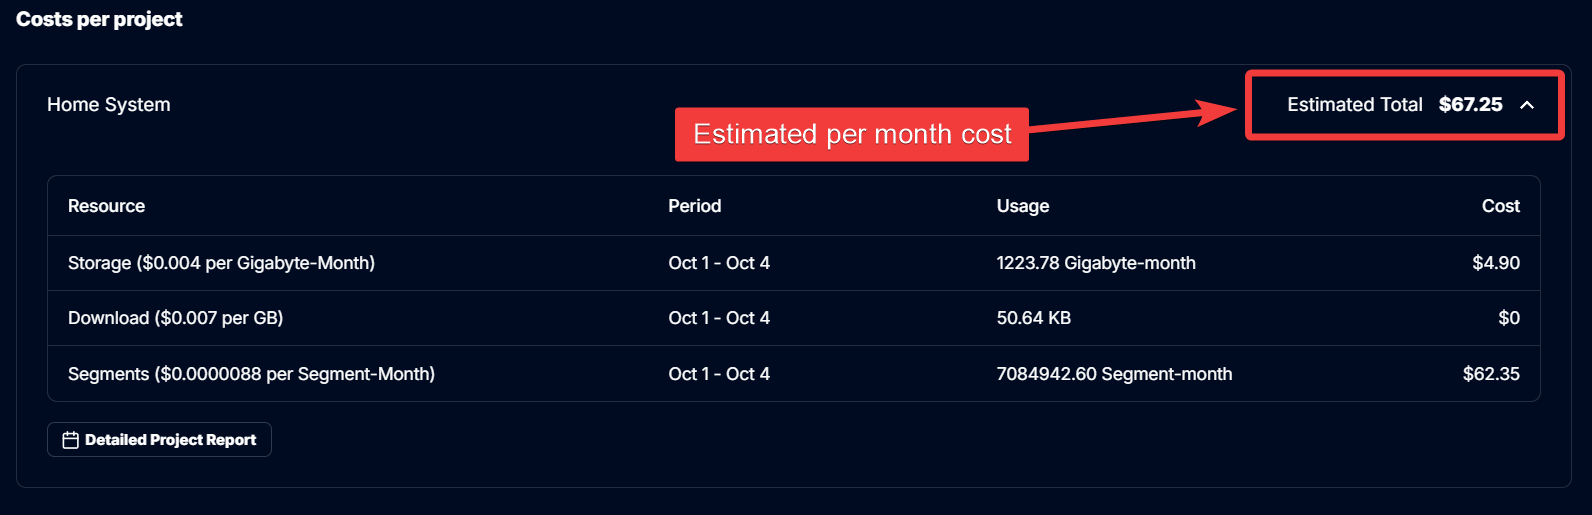 Costs per project
Home System
Estimated Total $67.25
Estimated per month cost
Resource Period Usage Cost
Storage ($0.004 per Gigabyte-Month) Oct 1 - Oct 4 1223.78 Gigabyte-month $4.90
Download ($0.007 per GB) Oct 1 - Oct 4 50.64 KB $0
Segments ($0.0000088 per Segment-Month) Oct 1 - Oct 4 7084942.60 Segment-month $62.35
Detailed Project Report